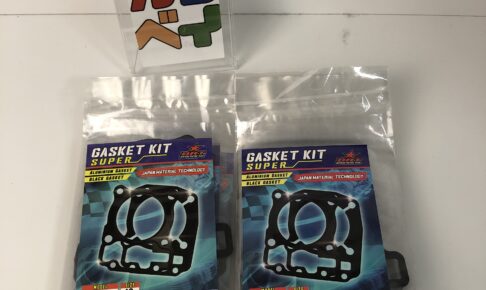 GASKET KIT
SUPER
ALUMINIUM GASKET
BLACK GASKET
JAPAN MATERIAL TECHNOLOGY
GASKET KIT
SUPER
ALUMINIUM GASKET
BLACK GASKET
JAPAN MATERIAL TECHNOLOGY